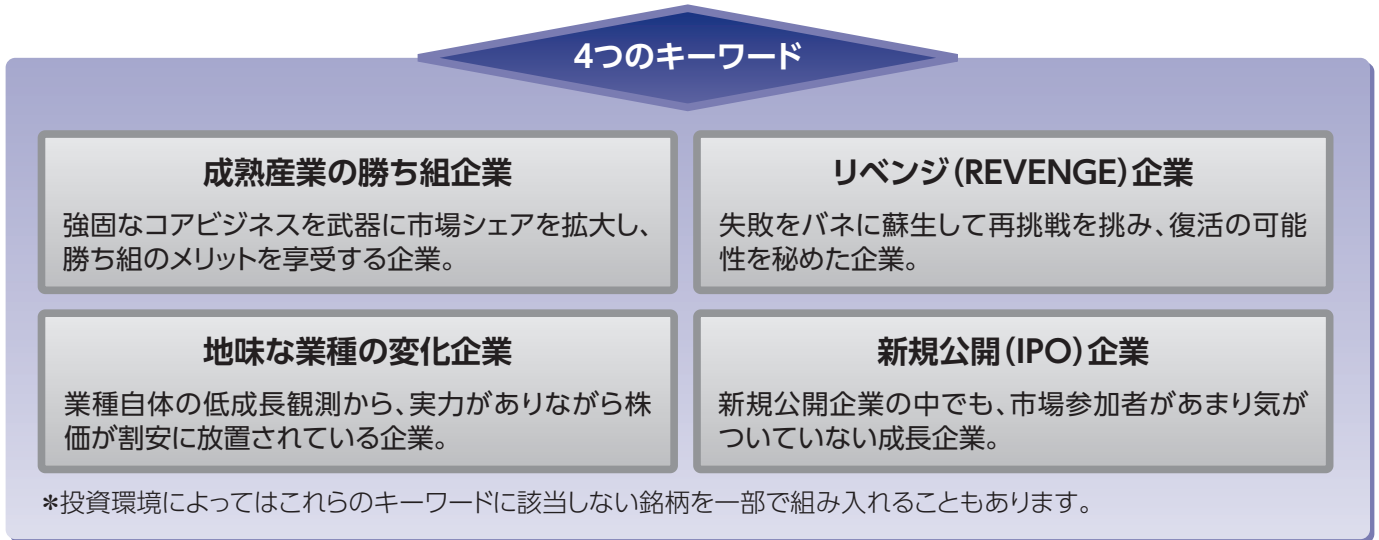 4つのキーワード
成熟産業の勝ち組企業
強固なコアビジネスを武器に市場シェアを拡大し、
勝ち組のメリットを享受する企業。
リベンジ(REVENGE)企業
失敗をバネに蘇生して再挑戦を挑み、復活の可能
性を秘めた企業。
地味な業種の変化企業
業種自体の低成長観測から、実力がありながら株
価が割安に放置されている企業。
新規公開(IPO)企業
新規公開企業の中でも、市場参加者があまり気が
ついていない成長企業。
*投資環境によってはこれらのキーワードに該当しない銘柄を一部で組み入れることもあります。